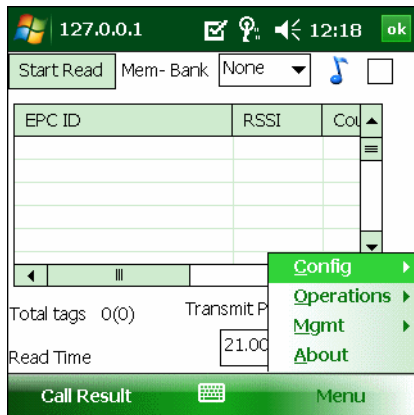 127.0.0.1 12:18 ok
Start Read Mem- Bank None
EPC ID RSSI Cou
Config
Operations
Total tags 0(0) Transmit P
Mgmt
Read Time 21.00 About
Call Result Menu